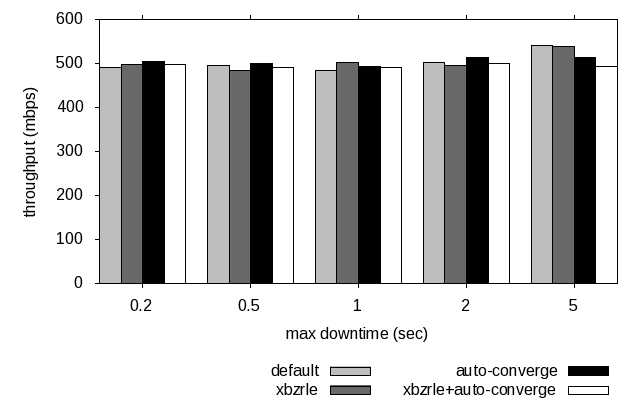 600
500
400
300
200
100
0
throughput (mbps)
0.2 0.5 1 2 5
max downtime (sec)
default auto-converge
xbzrle xbzrle+auto-converge